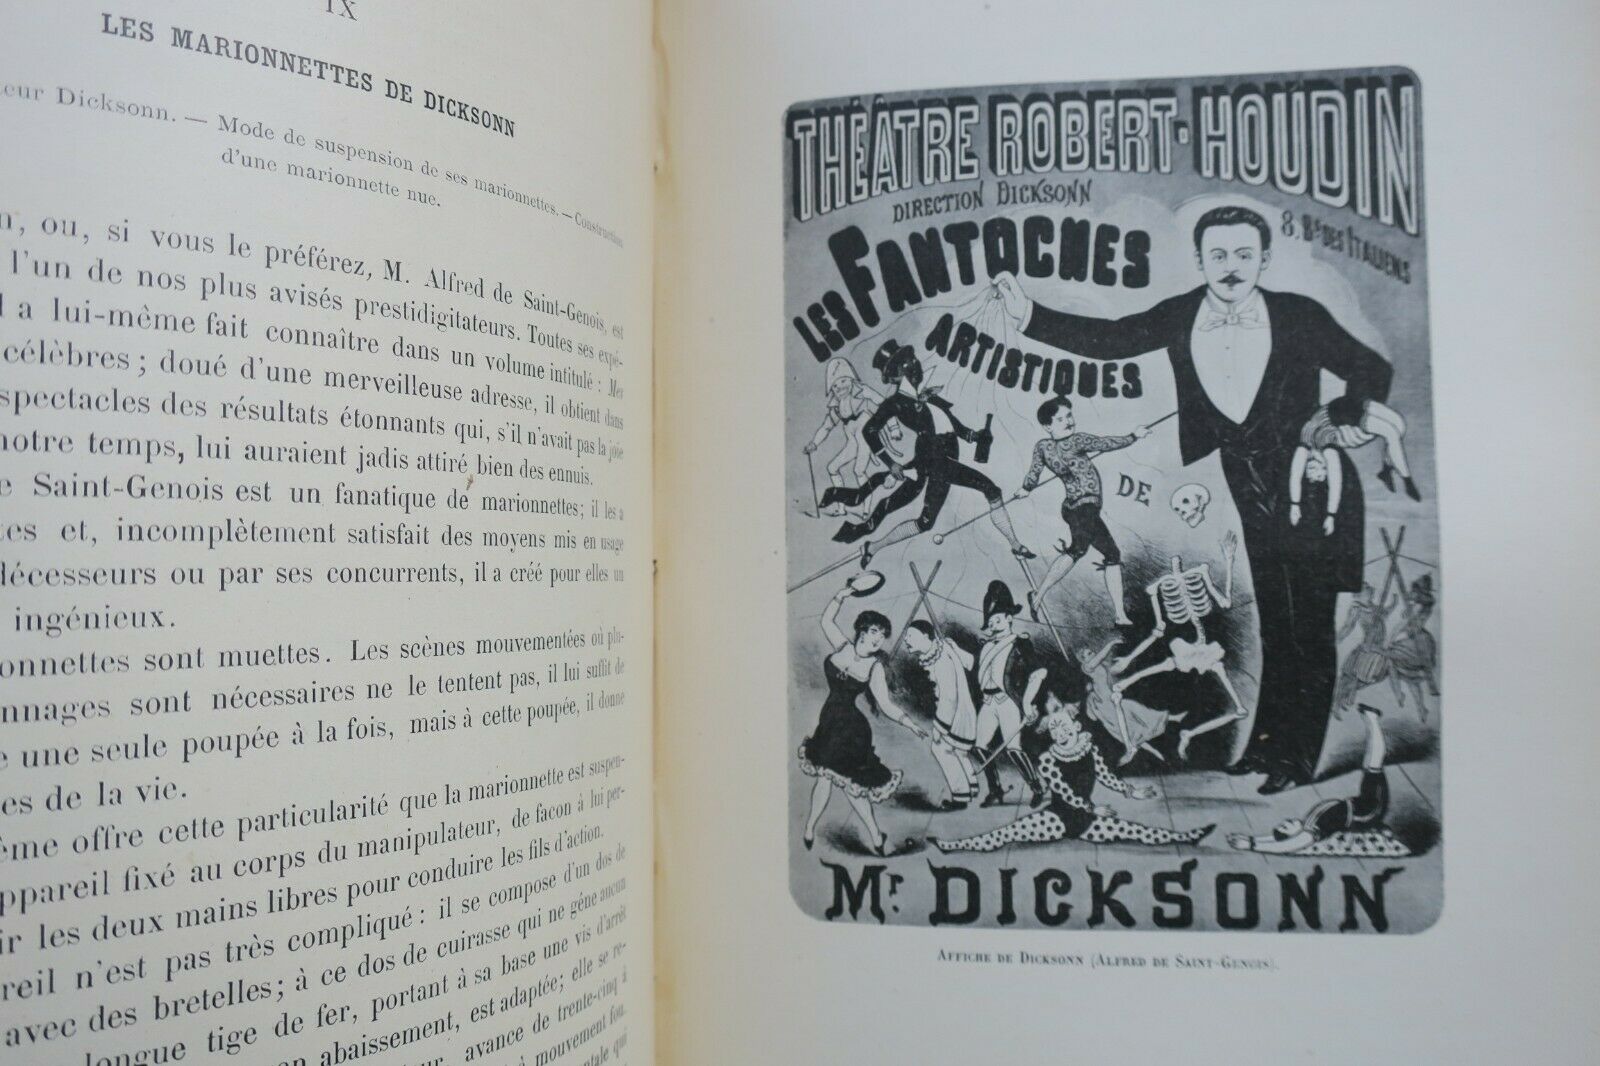 IX
LES MARIONNETTES DE DICKSONN
teur Dicksonn. — Mode de suspension de ses marionnettes. — Construction
d'une marionnette nue.
n, ou, si vous le préférez, M. Alfred de Saint-Genois, est
l'un de nos plus avisés prestidigitateurs. Toutes ses expé-
l a lui-même fait connaître dans un volume intitulé : Mes
célèbres ; doué d'une merveilleuse adresse, il obtient dans
spectacles des résultats étonnants qui, s'il n'avait pas la joie
notre temps, lui auraient jadis attiré bien des ennuis.
e Saint-Genois est un fanatique de marionnettes; il les a
tes et, incomplètement satisfait des moyens mis en usage
décesseurs ou par ses concurrents, il a créé pour elles un
ingénieux.
onnettes sont muettes. Les scènes mouvementées où plu-
nnages sont nécessaires ne le tentent pas, il lui suffit de
e une seule poupée à la fois, mais à cette poupée, il donne
es de la vie.
ème offre cette particularité que la marionnette est suspen-
ppareil fixé au corps du manipulateur, de façon à lui per-
ir les deux mains libres pour conduire les fils d'action.
reil n'est pas très compliqué : il se compose d'un dos de
avec des bretelles; à ce dos de cuirasse qui ne gêne aucun
longue tige de fer, portant à sa base une vis d'arrêt
on abaissement, est adaptée; elle se re-
ur, avance de trente-cinq à
à mouvement fou.
ntale qui
THÉÂTRE ROBERT-HOUDIN
DIRECTION DICKSONN
8, Bd DES ITALIENS
LES FANTOCHES
ARTISTIQUES
DE
Mr. DICKSONN
AFFICHE DE DICKSONN (ALFRED DE SAINT-GENOIS).